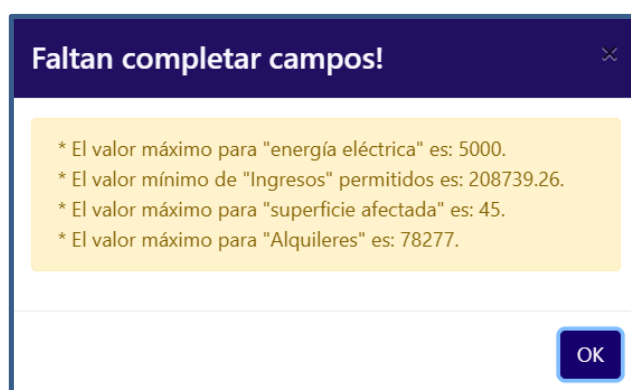 Faltan completar campos!
* El valor máximo para "energía eléctrica" es: 5000.
* El valor mínimo de "Ingresos" permitidos es: 208739.26.
* El valor máximo para "superficie afectada" es: 45.
* El valor máximo para "Alquileres" es: 78277.
OK